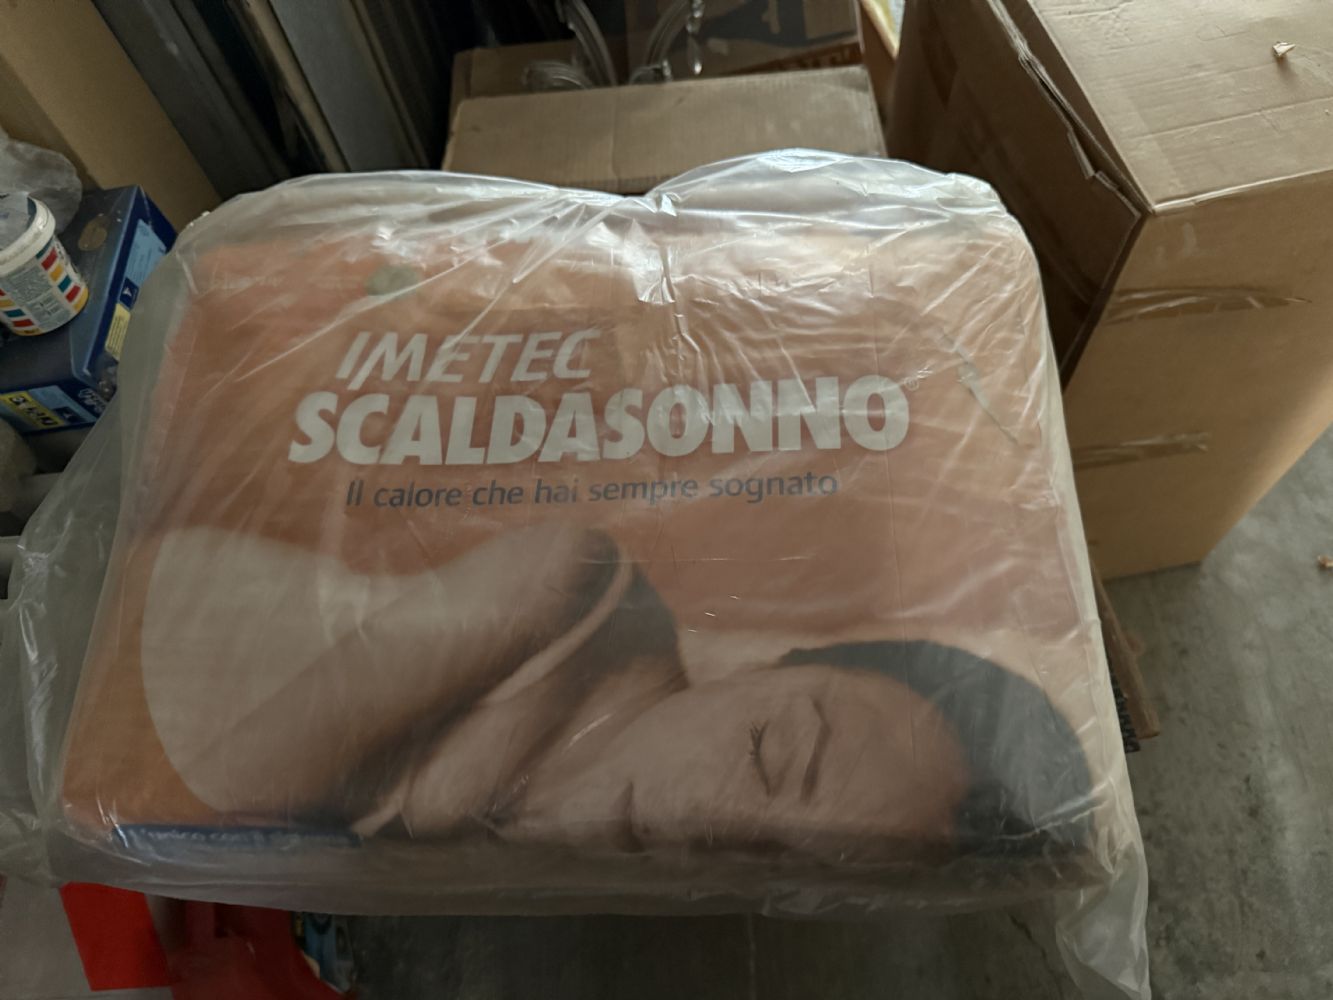 IMETEC
SCALDASONNO®
Il calore che hai sempre sognato